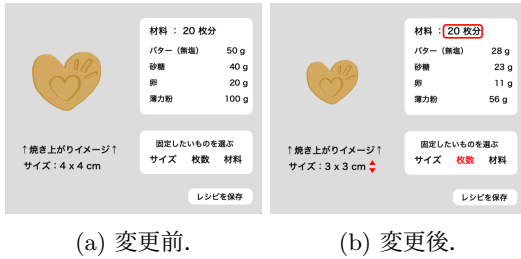 材料 : 20 枚分
バター（無塩） 50 g
砂糖 40 g
卵 20 g
薄力粉 100 g
↑焼き上がりイメージ↑
サイズ : 4 x 4 cm
固定したいものを選ぶ
サイズ 枚数 材料
レシピを保存
(a) 変更前.
材料 : 20 枚分
バター（無塩） 28 g
砂糖 23 g
卵 11 g
薄力粉 56 g
↑焼き上がりイメージ↑
サイズ : 3 x 3 cm
固定したいものを選ぶ
サイズ 枚数 材料
レシピを保存
(b) 変更後.